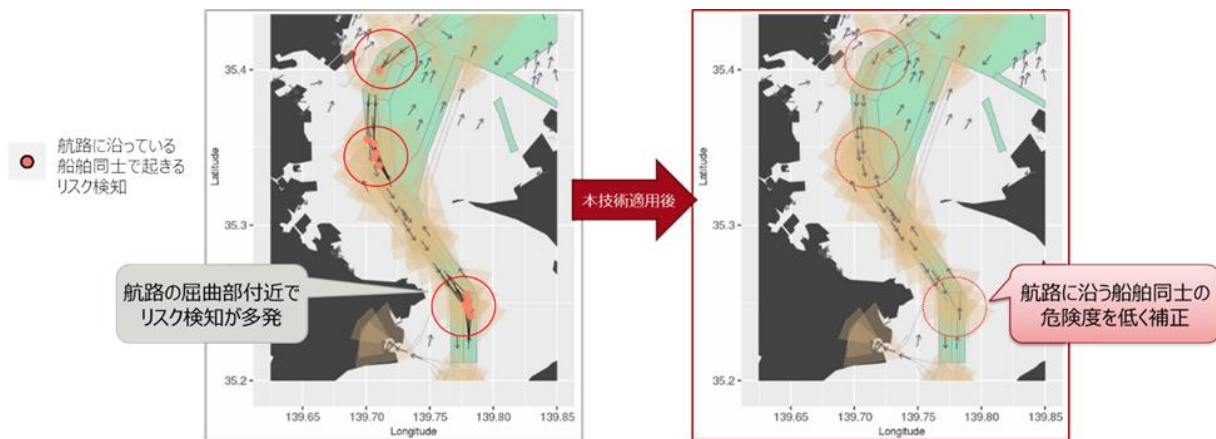 航路に沿っている
船舶同士で起きる
リスク検知
Latitude
35.4
35.3
35.2
139.65
139.70
139.75
139.80
139.85
Longitude
航路の屈曲部付近で
リスク検知が多発
本技術適用後
Latitude
35.4
35.3
35.2
139.65
139.70
139.75
139.80
139.85
Longitude
航路に沿う船舶同士の
危険度を低く補正